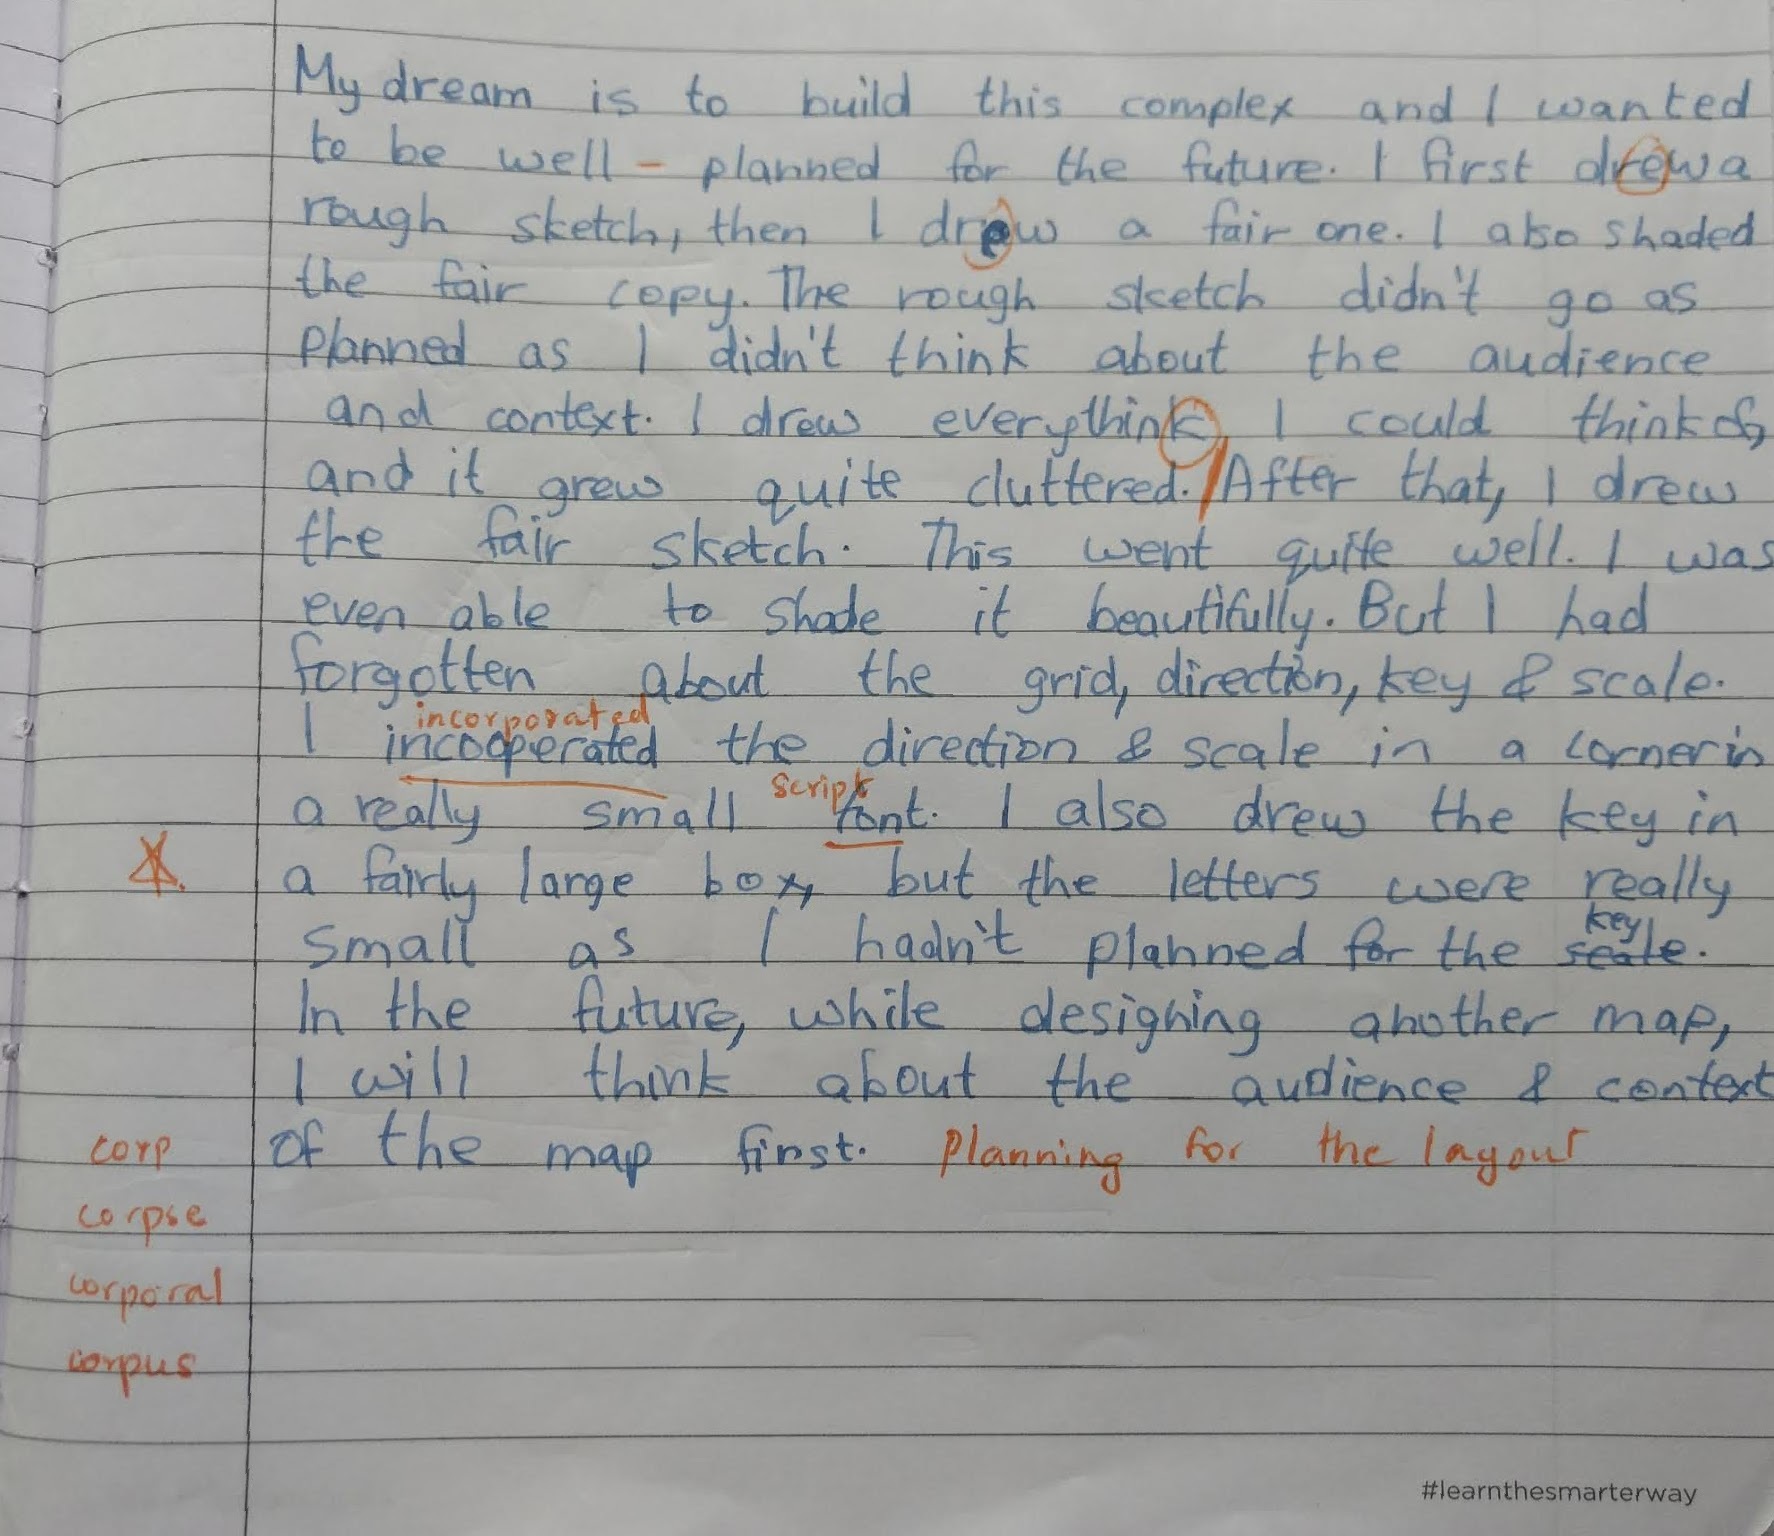 My dream is to build this complex and I wanted
to be well - planned for the future. I first drew a
rough sketch, then I drew a fair one. I also shaded
the fair copy. The rough sketch didn't go as
planned as I didn't think about the audience
and context. I drew everythink I could think of,
and it grew quite cluttered. / After that, I drew
the fair sketch. This went quite well. I was
even able to shade it beautifully. But I had
forgotten about the grid, direction, key & scale.
incorporated
I incooperated the direction & scale in a corner in
script
a really small font. I also drew the key in
a fairly large box, but the letters were really
key
small as I hadn't planned for the scale.
In the future, while designing another map,
I will think about the audience & context
of the map first. Planning for the layout
corp
corpse
corporal
corpus
#learnthesmarterway